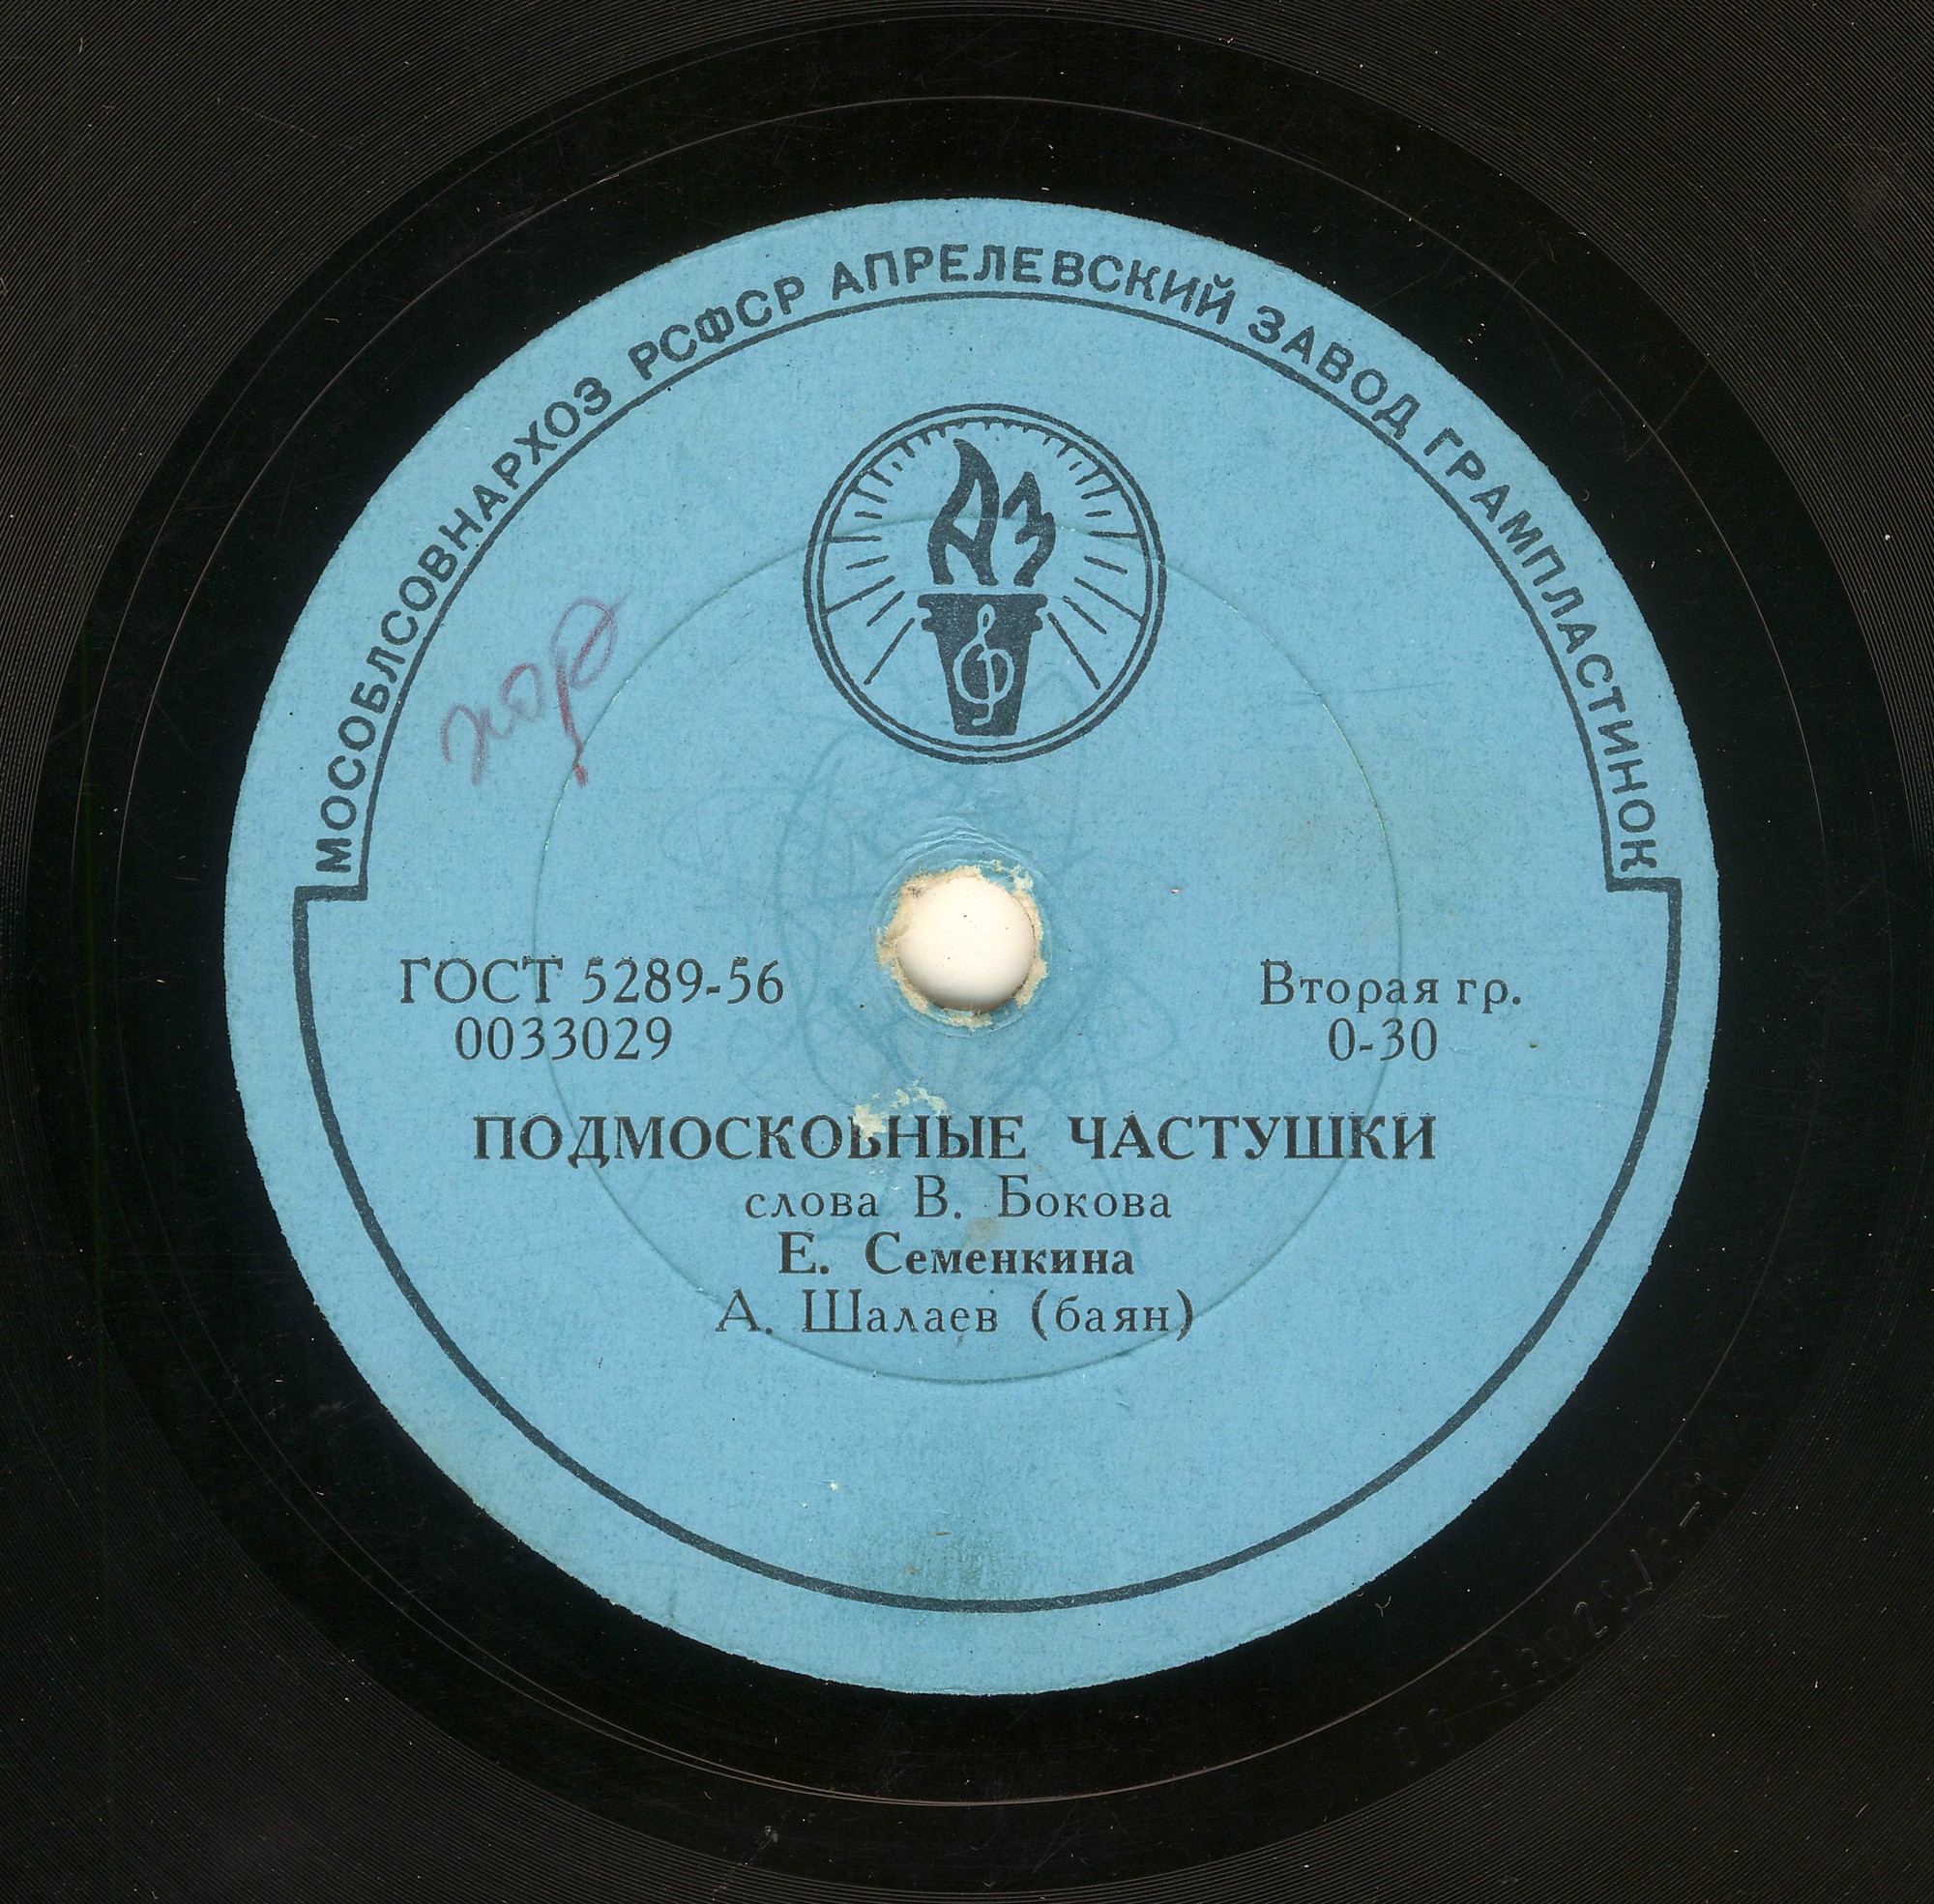 МОСОБЛСОВНАРХОЗ РСФСР АПРЕЛЕВСКИЙ ЗАВОД ГРАМПЛАСТИНОК
АЗ
хор
ГОСТ 5289-56
0033029
Вторая гр.
0-30
ПОДМОСКОВНЫЕ ЧАСТУШКИ
слова В. Бокова
Е. Семенкина
А. Шалаев (баян)